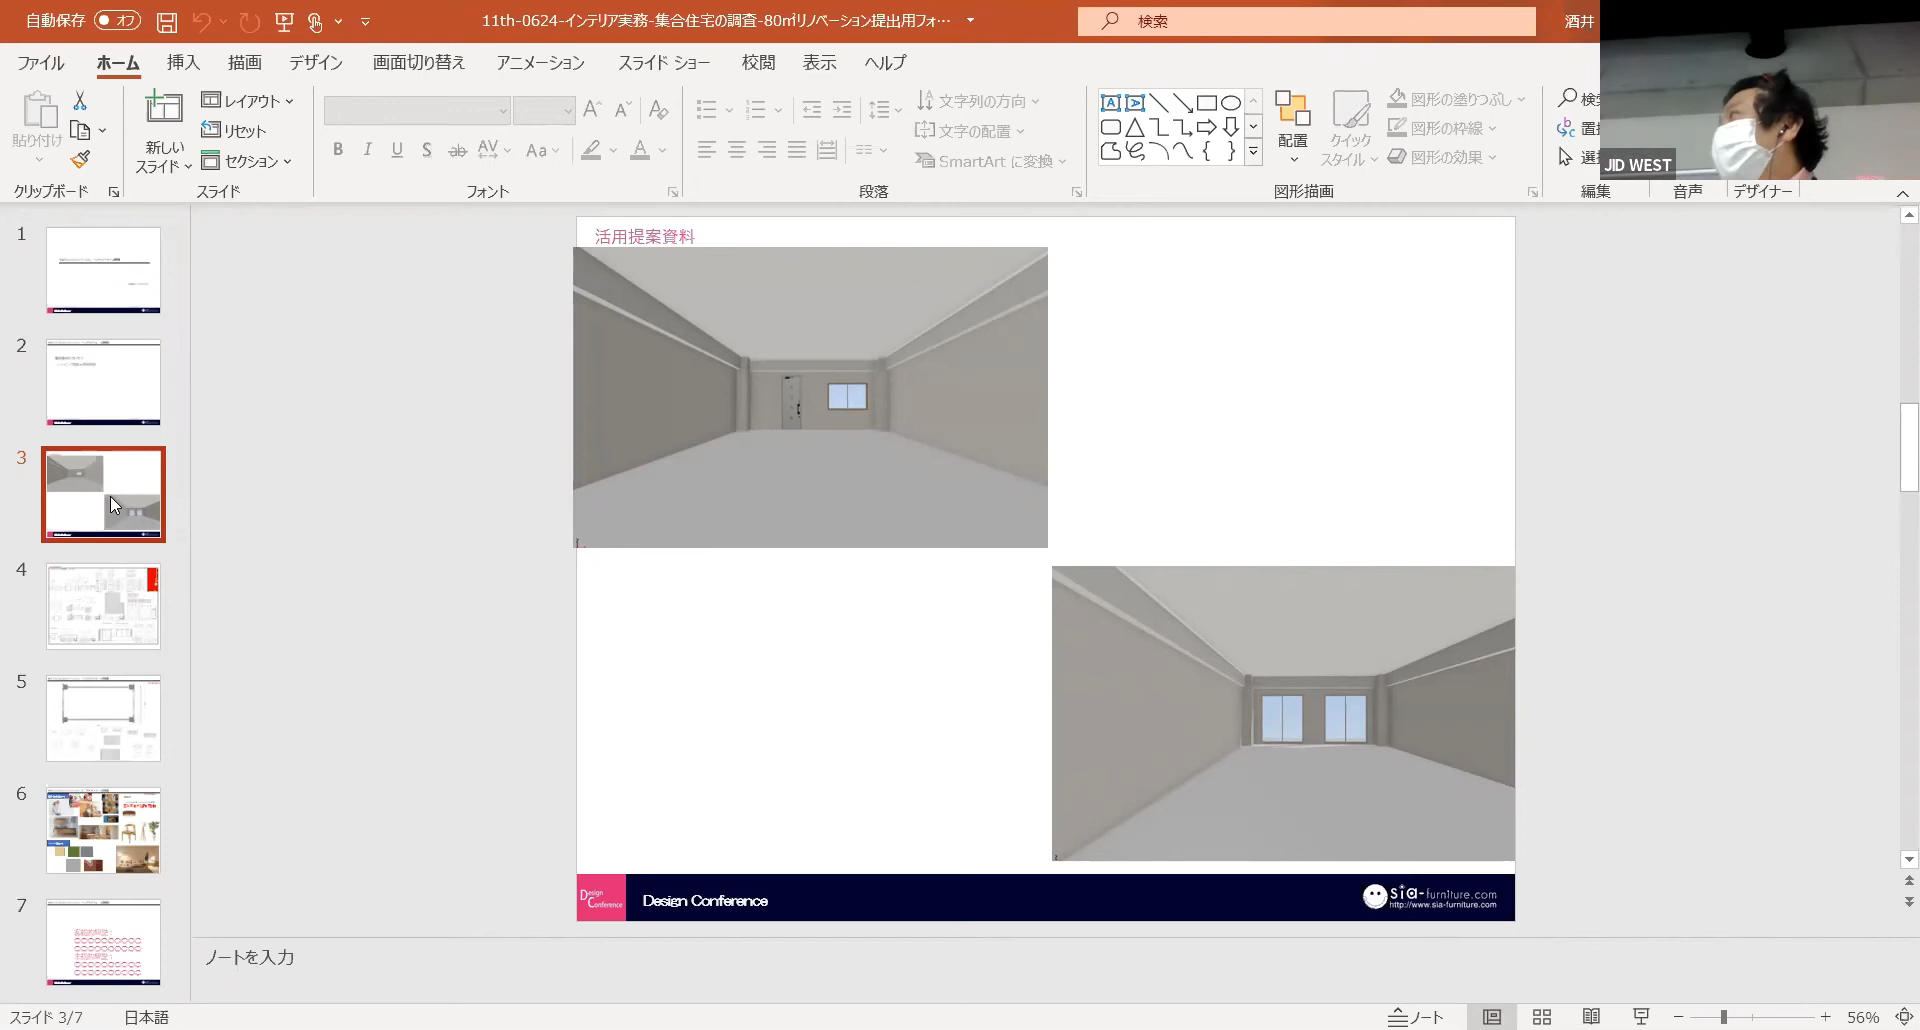 自動保存 オフ
11th-0624-インテリア実務-集合住宅の調査-80㎡リノベーション提出用フォ…
検索
酒井
ファイル ホーム 挿入 描画 デザイン 画面切り替え アニメーション スライド ショー 校閲 表示 ヘルプ
貼り付け
クリップボード
新しい
スライド
レイアウト
リセット
セクション
スライド
B I U S ab AV Aa A
フォント
文字列の方向
文字の配置
SmartArt に変換
段落
配置
クイック
スタイル
図形の塗りつぶし
図形の枠線
図形の効果
図形描画
検索
置
選
編集
音声
デザイナー
JID WEST
1
2
3
4
5
6
7
活用提案資料
Design
Conference
Design Conference
sia-furniture.com
http://www.sia-furniture.com
ノートを入力
スライド 3/7 日本語
ノート
56%